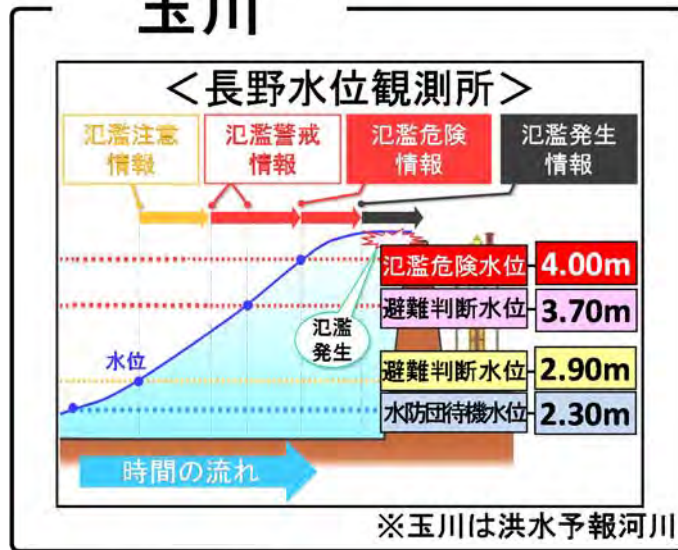 玉川
＜長野水位観測所＞
氾濫注意
情報
氾濫警戒
情報
氾濫危険
情報
氾濫発生
情報
氾濫危険水位
4.00m
避難判断水位
3.70m
氾濫
発生
水位
避難判断水位
2.90m
水防団待機水位
2.30m
時間の流れ
※玉川は洪水予報河川